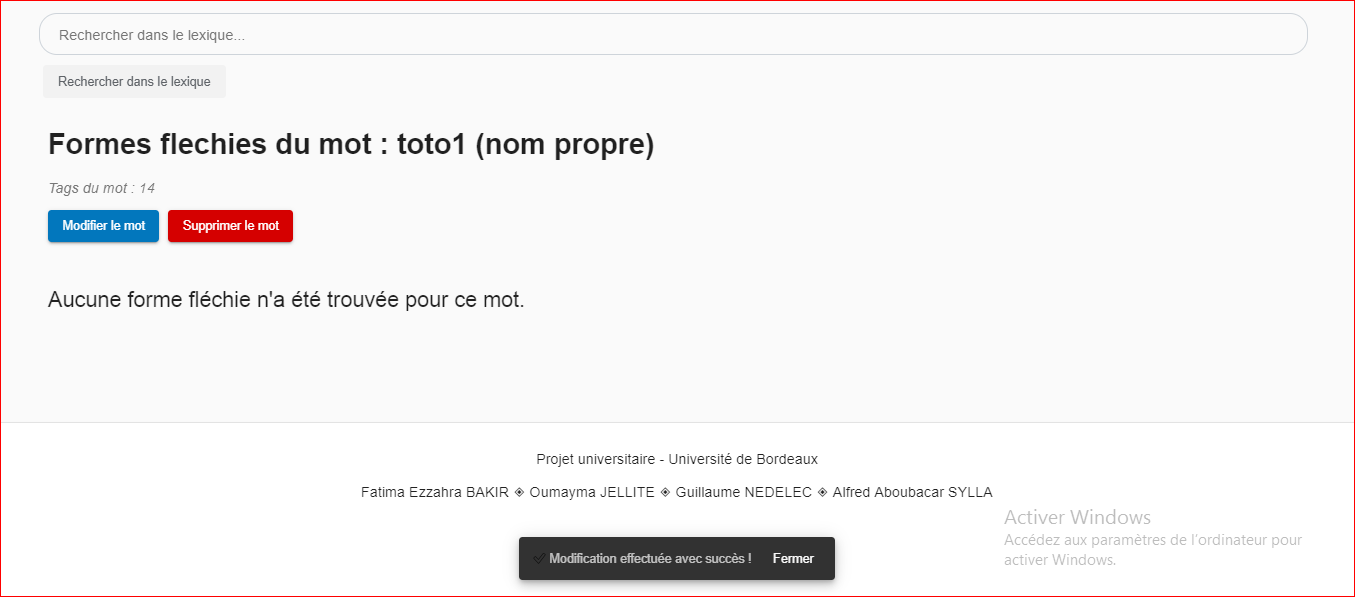 Rechercher dans le lexique...
Rechercher dans le lexique
Formes flechies du mot : toto1 (nom propre)
Tags du mot : 14
Modifier le mot Supprimer le mot
Aucune forme fléchie n'a été trouvée pour ce mot.
Projet universitaire - Université de Bordeaux
Fatima Ezzahra BAKIR ◈ Oumayma JELLITE ◈ Guillaume NEDELEC ◈ Alfred Aboubacar SYLLA
Activer Windows
Accédez aux paramètres de l'ordinateur pour
activer Windows.
✔ Modification effectuée avec succès ! Fermer